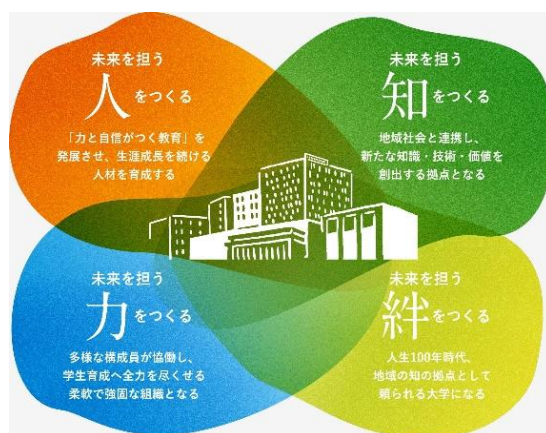 未来を担う
人をつくる
「力と自信がつく教育」を
発展させ、生涯成長を続ける
人材を育成する
未来を担う
知をつくる
地域社会と連携し、
新たな知識・技術・価値を
創出する拠点となる
未来を担う
力をつくる
多様な構成員が協働し、
学生育成へ全力を尽くせる
柔軟で強固な組織となる
未来を担う
絆をつくる
人生100年時代、
地域の知の拠点として
頼られる大学になる